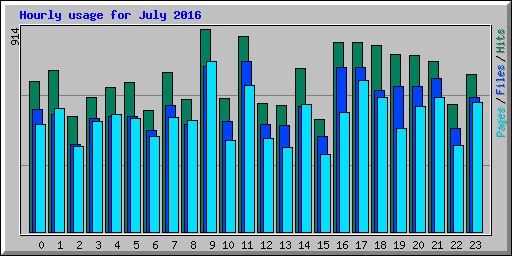 Hourly usage for July 2016
914
Pages/Files/Hits
0 1 2 3 4 5 6 7 8 9 10 11 12 13 14 15 16 17 18 19 20 21 22 23